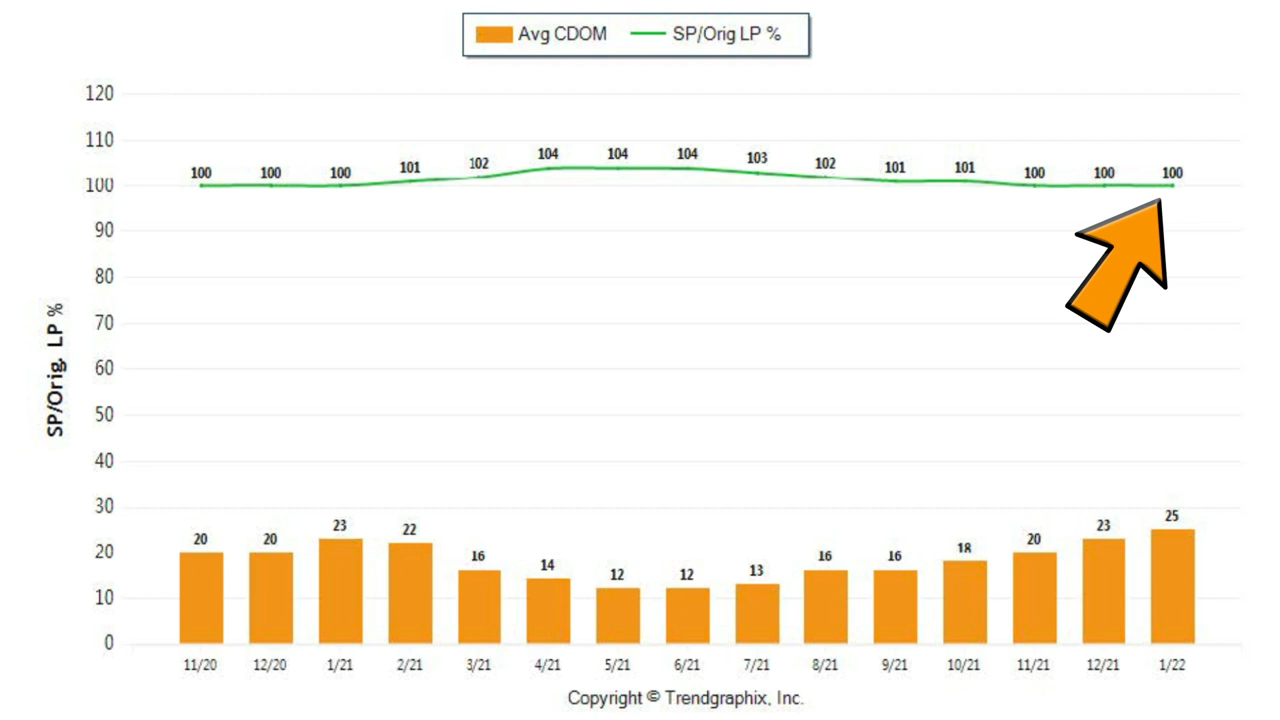 Avg CDOM SP/Orig LP %
120
110
100
90
80
70
60
50
40
30
20
10
0
SP/Orig. LP %
100 100 100 101 102 104 104 104 103 102 101 101 100 100 100
20 20 23 22 16 14 12 12 13 16 16 18 20 23 25
11/20 12/20 1/21 2/21 3/21 4/21 5/21 6/21 7/21 8/21 9/21 10/21 11/21 12/21 1/22
Copyright © Trendgraphix, Inc.